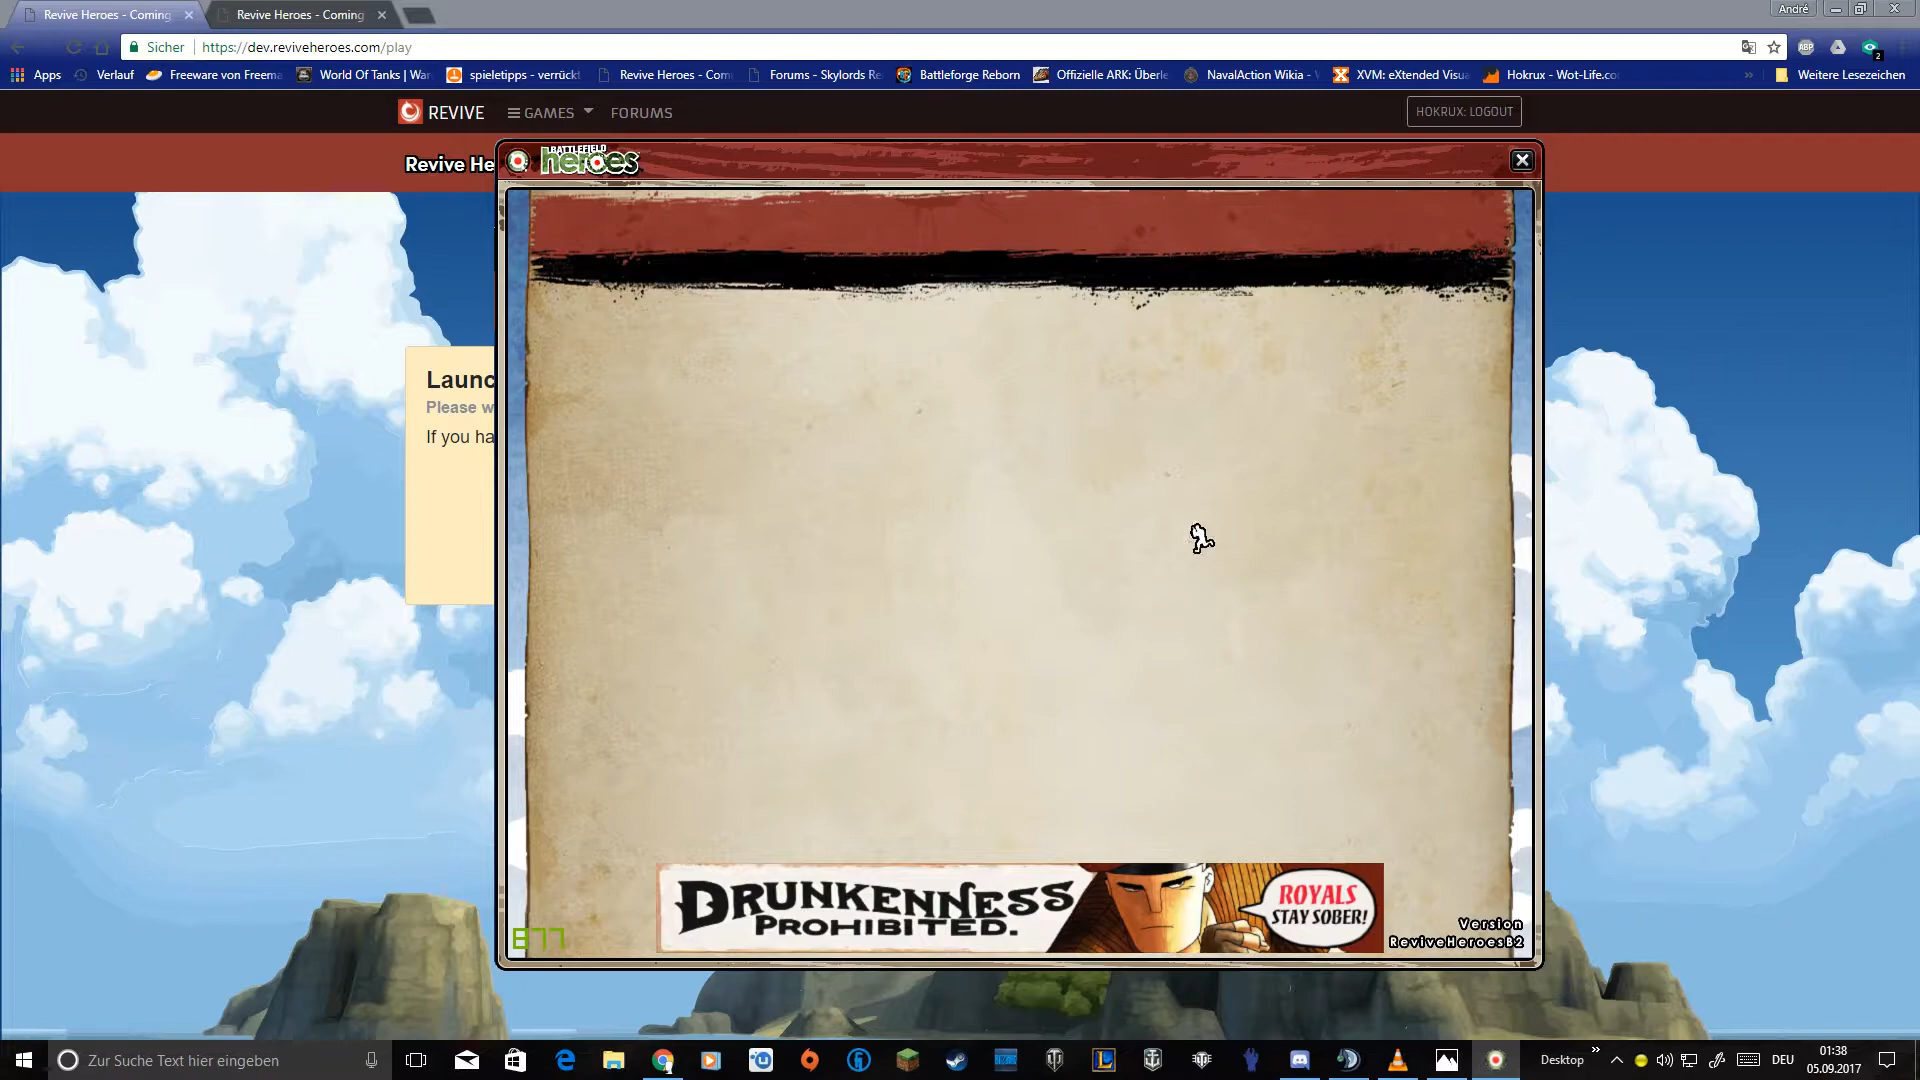 Revive Heroes - Coming
Revive Heroes - Coming
André
Sicher
https://dev.reviveheroes.com/play
ABP
2
Apps
Verlauf
Freeware von Freema
World Of Tanks | Wa
spieletipps - verrückt
Revive Heroes - Com
Forums - Skylords Re
Battleforge Reborn
Offizielle ARK: Überle
NavalAction Wikia -
XVM: eXtended Visua
Hokrux - Wot-Life.co
»
Weitere Lesezeichen
REVIVE
GAMES
FORUMS
HOKRUX: LOGOUT
Revive He
BATTLEFIELD
heroes
Launc
Please w
If you ha
DRUNKENNESS
PROHIBITED.
ROYALS
STAY SOBER!
877
Version
ReviveHeroesB2
Zur Suche Text hier eingeben
Desktop
»
DEU
01:38
05.09.2017